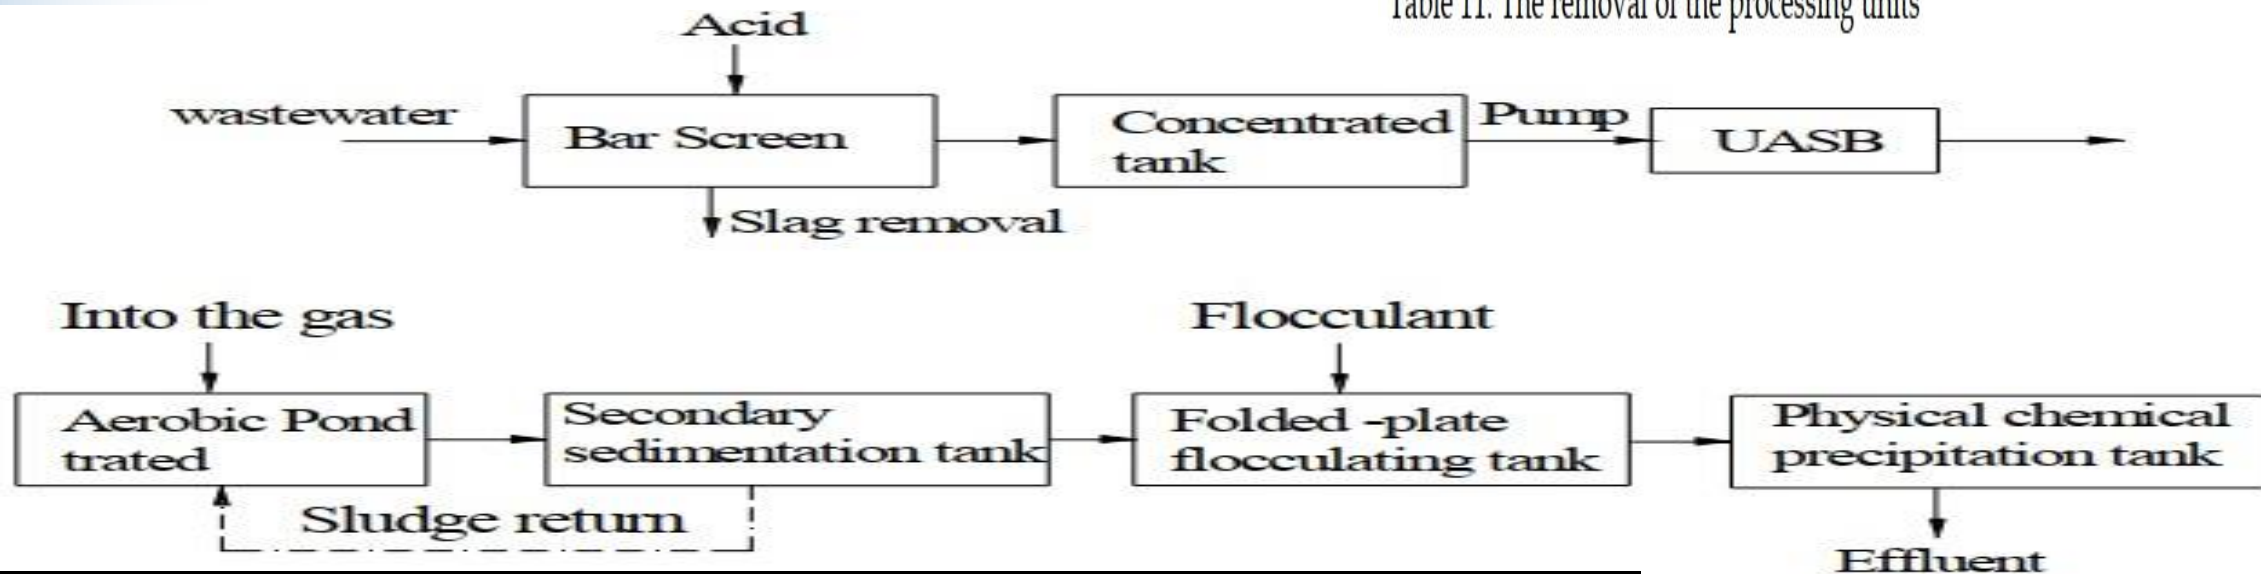 Table 11. The removal of the processing units
Acid
wastewater
Bar Screen
Concentrated
tank
Pump
UASB
Slag removal
Into the gas
Flocculant
Aerobic Pond
trated
Secondary
sedimentation tank
Folded -plate
flocculating tank
Physical chemical
precipitation tank
Sludge return
Effluent